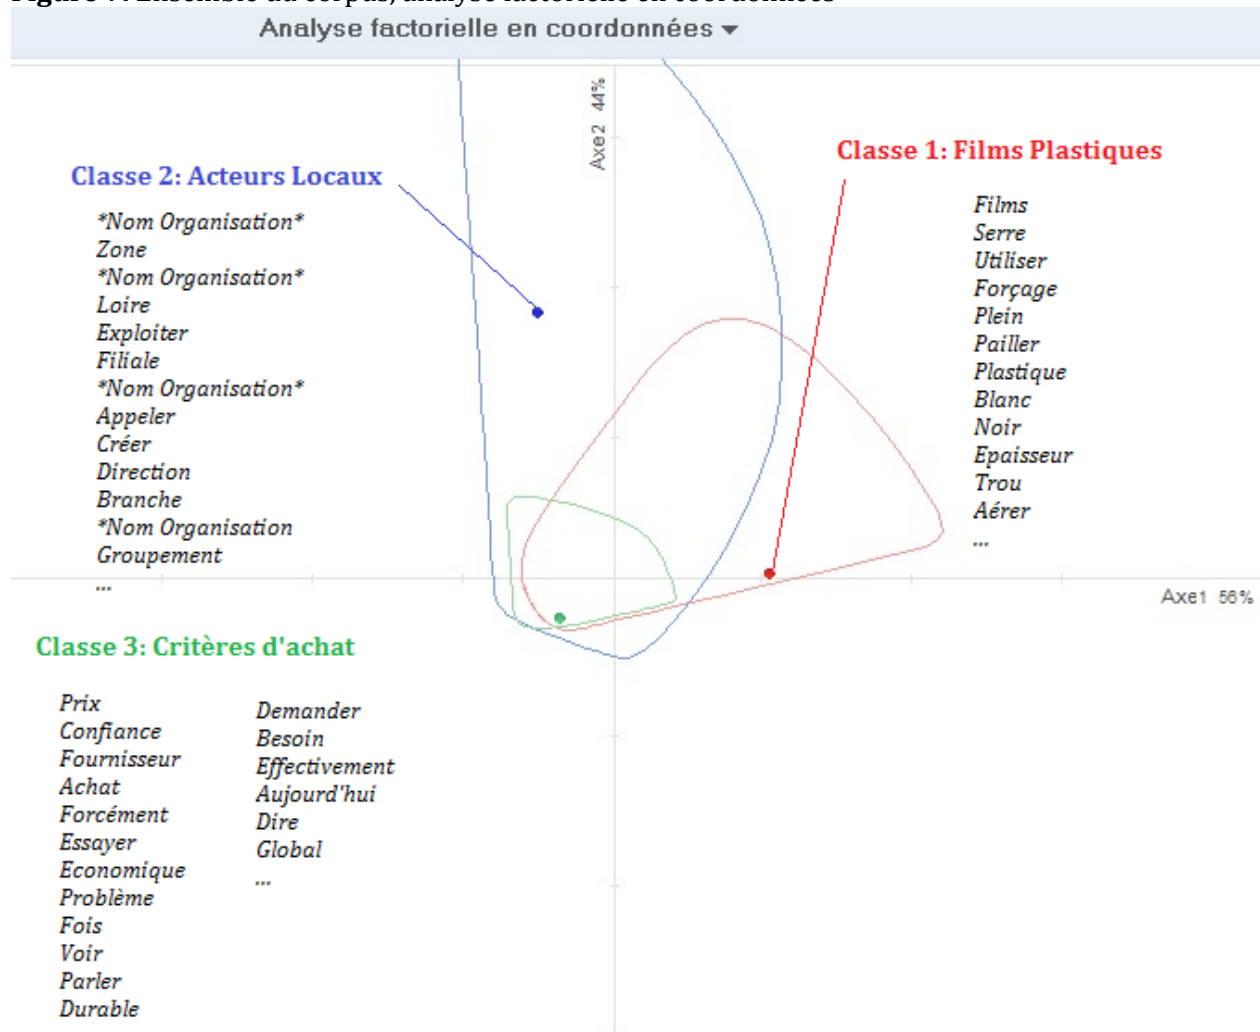 Analyse factorielle en coordonnées
Axe2 44%
Classe 1: Films Plastiques
Films
Serre
Utiliser
Forçage
Plein
Pailler
Plastique
Blanc
Noir
Epaisseur
Trou
Aérer
...
Classe 2: Acteurs Locaux
*Nom Organisation*
Zone
*Nom Organisation*
Loire
Exploiter
Filiale
*Nom Organisation*
Appeler
Créer
Direction
Branche
*Nom Organisation
Groupement
...
Axe1 56%
Classe 3: Critères d'achat
Prix
Confiance
Fournisseur
Achat
Forcément
Essayer
Economique
Problème
Fois
Voir
Parler
Durable
Demander
Besoin
Effectivement
Aujourd'hui
Dire
Global
...